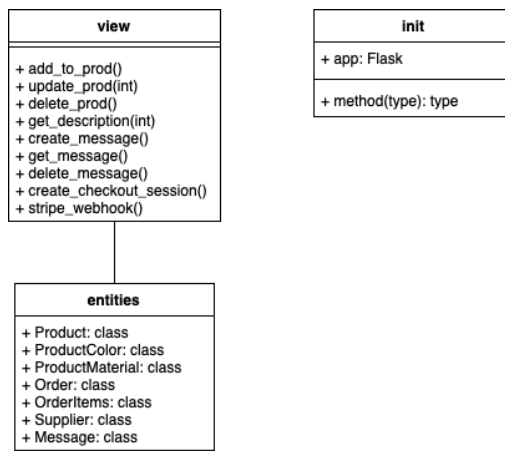 view
+ add_to_prod()
+ update_prod(int)
+ delete_prod()
+ get_description(int)
+ create_message()
+ get_message()
+ delete_message()
+ create_checkout_session()
+ stripe_webhook()
init
+ app: Flask
+ method(type): type
entities
+ Product: class
+ ProductColor: class
+ ProductMaterial: class
+ Order: class
+ OrderItems: class
+ Supplier: class
+ Message: class